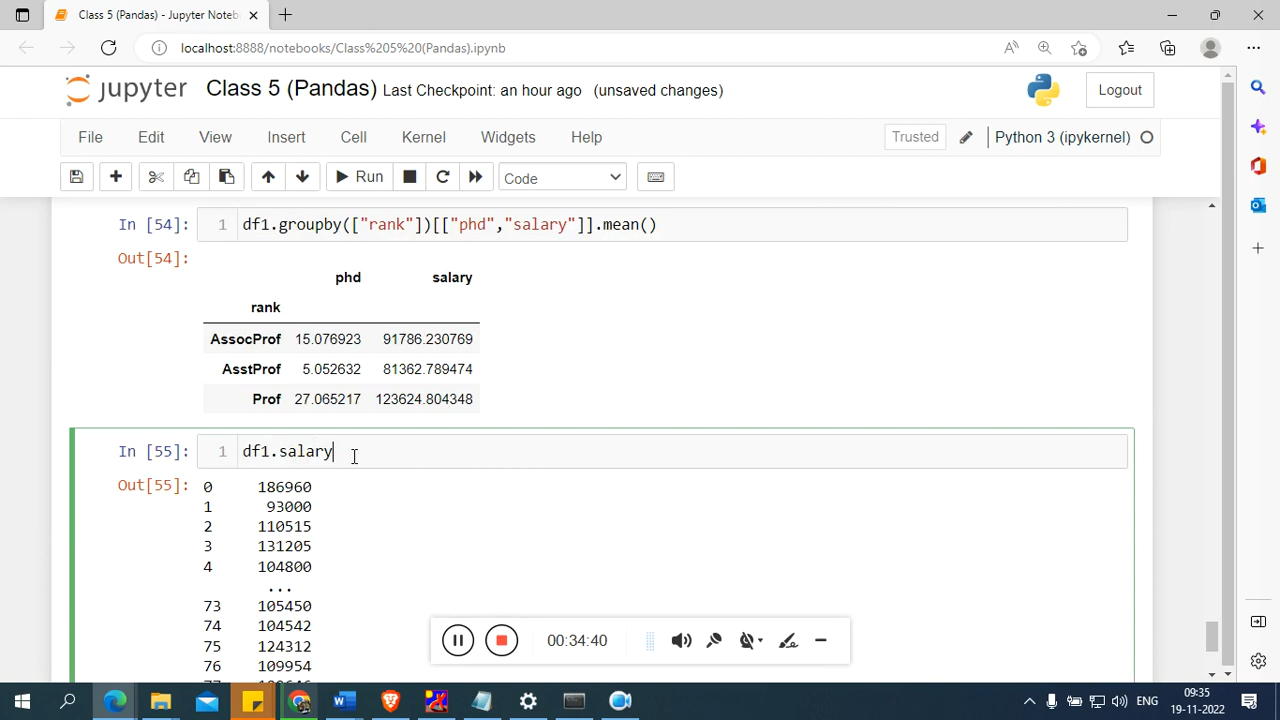 Class 5 (Pandas) - Jupyter Noteb
localhost:8888/notebooks/Class%205%20(Pandas).ipynb
jupyter Class 5 (Pandas) Last Checkpoint: an hour ago (unsaved changes)
Logout
File Edit View Insert Cell Kernel Widgets Help
Trusted
Python 3 (ipykernel)
Run
Code
In [54]: 1 df1.groupby(["rank"])[["phd","salary"]].mean()
Out[54]:
phd salary
rank
AssocProf 15.076923 91786.230769
AsstProf 5.052632 81362.789474
Prof 27.065217 123624.804348
In [55]: 1 df1.salary
Out[55]: 0 186960
1 93000
2 110515
3 131205
4 104800
...
73 105450
74 104542
75 124312
76 109954
00:34:40
ENG
09:35
19-11-2022